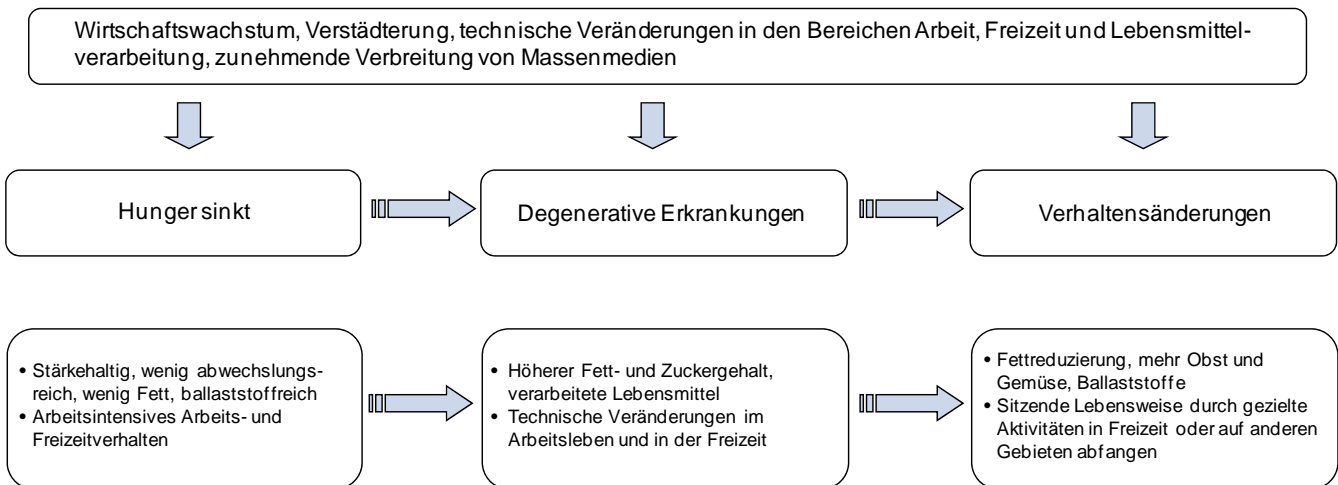 Wirtschaftswachstum, Verstädterung, technische Veränderungen in den Bereichen Arbeit, Freizeit und Lebensmittel-
verarbeitung, zunehmende Verbreitung von Massenmedien
Hunger sinkt
Degenerative Erkrankungen
Verhaltensänderungen
• Stärkehaltig, wenig abwechslungs-
reich, wenig Fett, ballaststoffreich
• Arbeitsintensives Arbeits- und
Freizeitverhalten
• Höherer Fett- und Zuckergehalt,
verarbeitete Lebensmittel
• Technische Veränderungen im
Arbeitsleben und in der Freizeit
• Fettreduzierung, mehr Obst und
Gemüse, Ballaststoffe
• Sitzende Lebensweise durch gezielte
Aktivitäten in Freizeit oder auf anderen
Gebieten abfangen